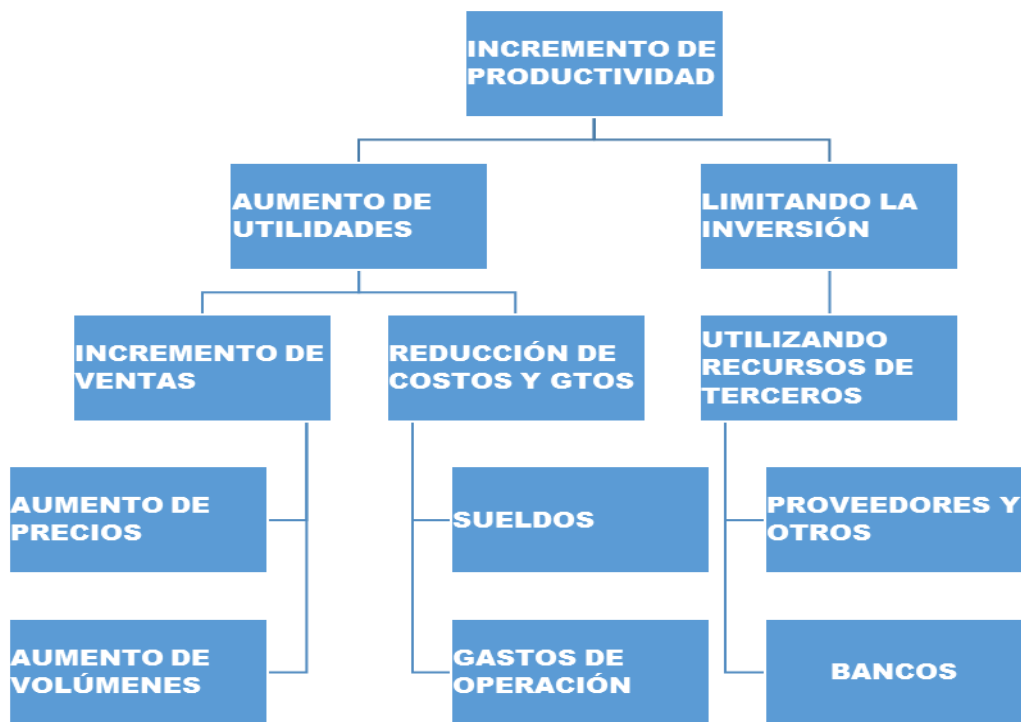 INCREMENTO DE
PRODUCTIVIDAD
AUMENTO DE
UTILIDADES
LIMITANDO LA
INVERSIÓN
INCREMENTO DE
VENTAS
REDUCCIÓN DE
COSTOS Y GTOS
UTILIZANDO
RECURSOS DE
TERCEROS
AUMENTO DE
PRECIOS
SUELDOS
PROVEEDORES Y
OTROS
AUMENTO DE
VOLÚMENES
GASTOS DE
OPERACIÓN
BANCOS